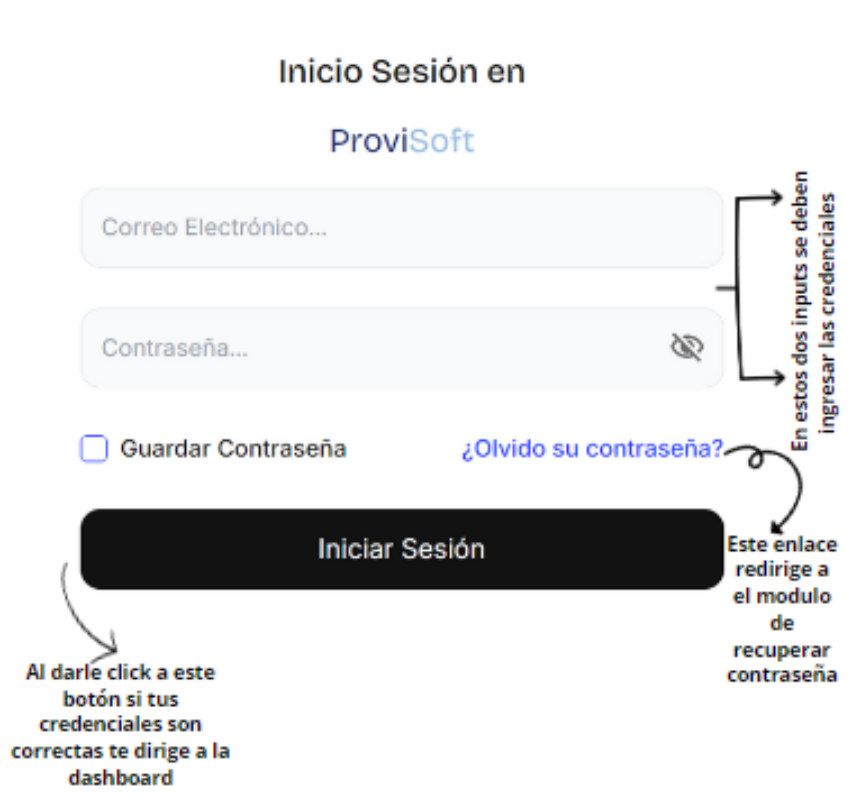 Inicio Sesión en
ProviSoft
Correo Electrónico...
Contraseña...
En estos dos inputs se deben
ingresar las credenciales
Guardar Contraseña
¿Olvido su contraseña?
Iniciar Sesión
Este enlace
redirige a
el modulo
de
recuperar
contraseña
Al darle click a este
botón si tus
credenciales son
correctas te dirige a la
dashboard